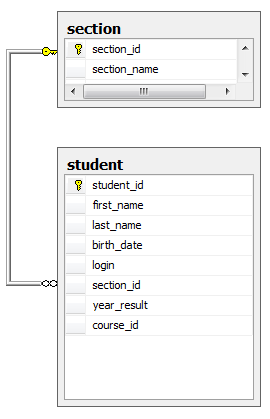 section
section_id
section_name
student
student_id
first_name
last_name
birth_date
login
section_id
year_result
course_id